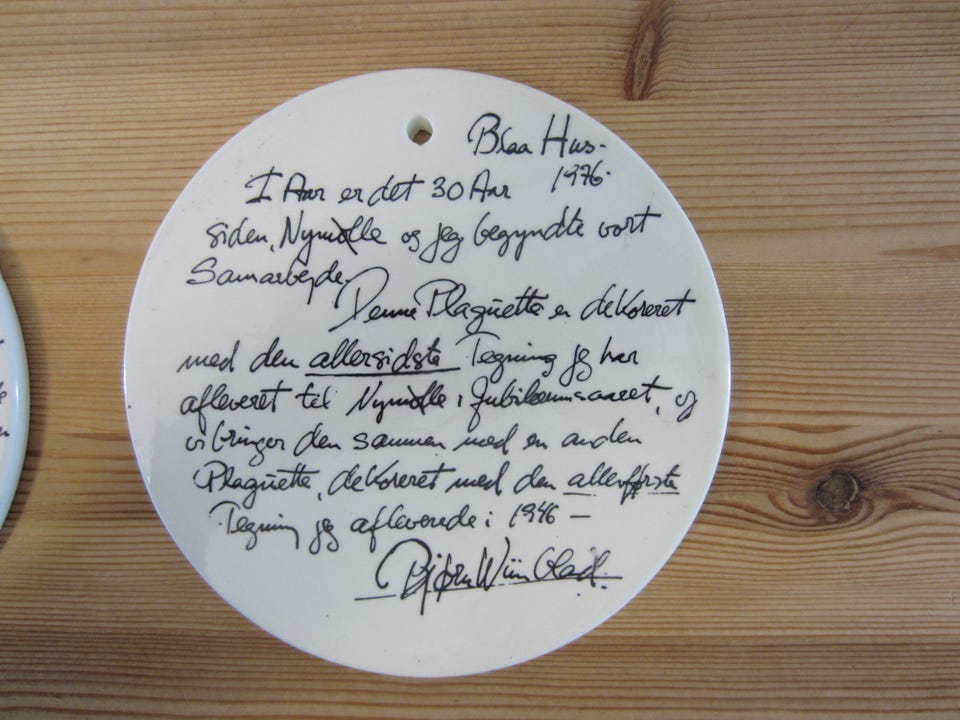 Blaa Hus-
1976.
I Aar er det 30 Aar
siden, Nymølle og jeg begyndte vort
Samarbejde.
Denne Plaquette er dekoreret
med den allersidste Tegning jeg har
afleveret til Nymølle i Jubilæumsaaret, og
vi bringer den sammen med en anden
Plaquette, dekoreret med den allerførste
Tegning jeg afleverede i 1946 —
Bjørn Wiinblad.